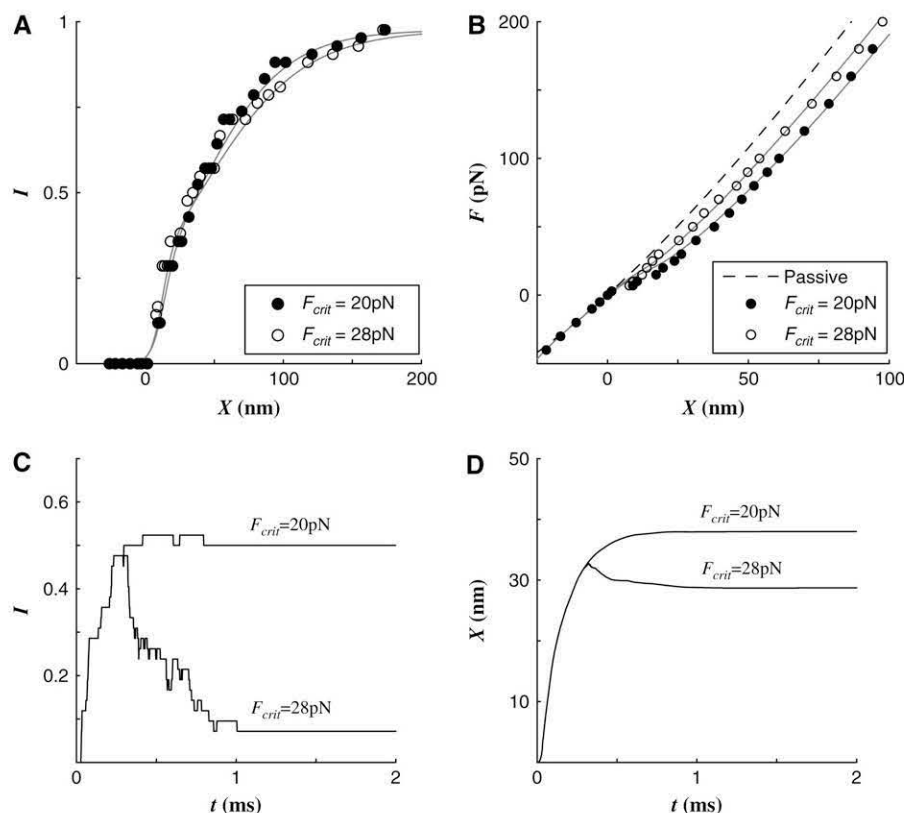 A
1
0.5
0
I
0
100
200
X (nm)
F_crit = 20pN
F_crit = 28pN
B
200
100
0
F (pN)
0
50
100
X (nm)
Passive
F_crit = 20pN
F_crit = 28pN
C
0.6
0.4
0.2
I
F_crit=20pN
F_crit=28pN
0
1
2
t (ms)
D
50
30
10
X (nm)
F_crit=20pN
F_crit=28pN
0
1
2
t (ms)